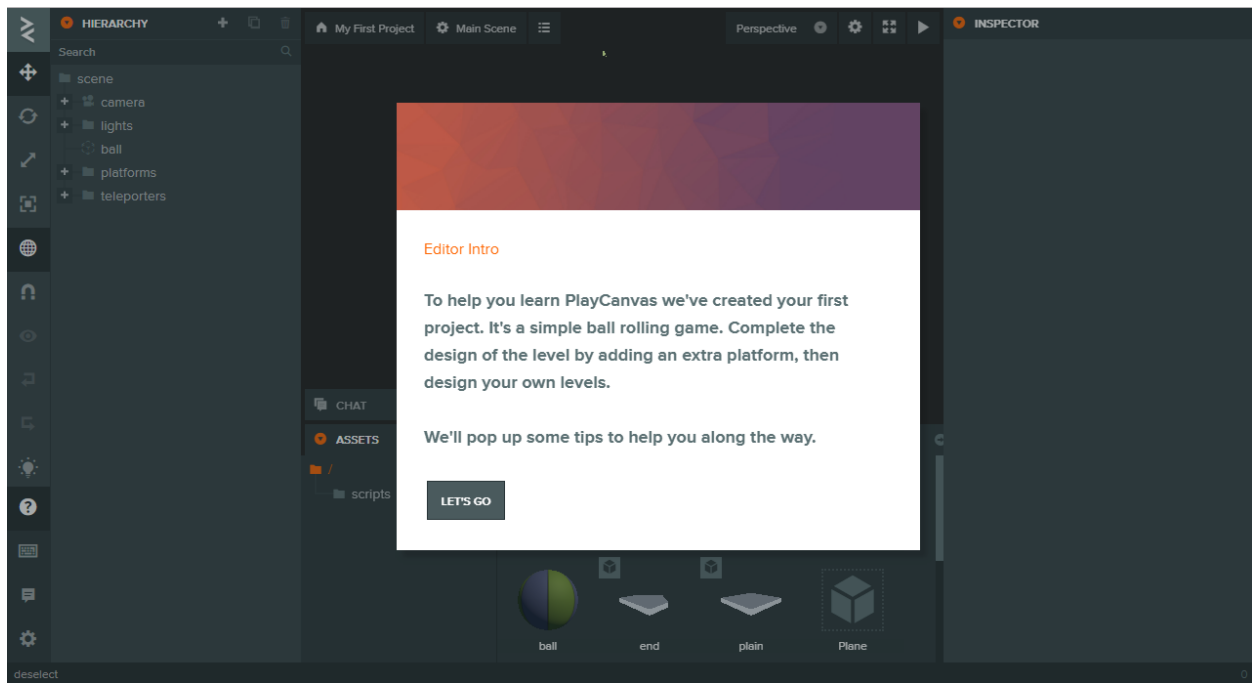 HIERARCHY
My First Project
Main Scene
Perspective
INSPECTOR
Search
scene
camera
lights
ball
platforms
teleporters
Editor Intro
To help you learn PlayCanvas we've created your first
project. It's a simple ball rolling game. Complete the
design of the level by adding an extra platform, then
design your own levels.
We'll pop up some tips to help you along the way.
LET'S GO
CHAT
ASSETS
/
scripts
ball
end
plain
Plane
deselect
0